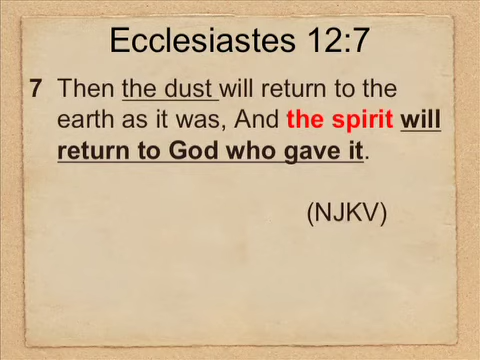 Ecclesiastes 12:7
7 Then the dust will return to the
earth as it was, And the spirit will
return to God who gave it.
(NJKV)